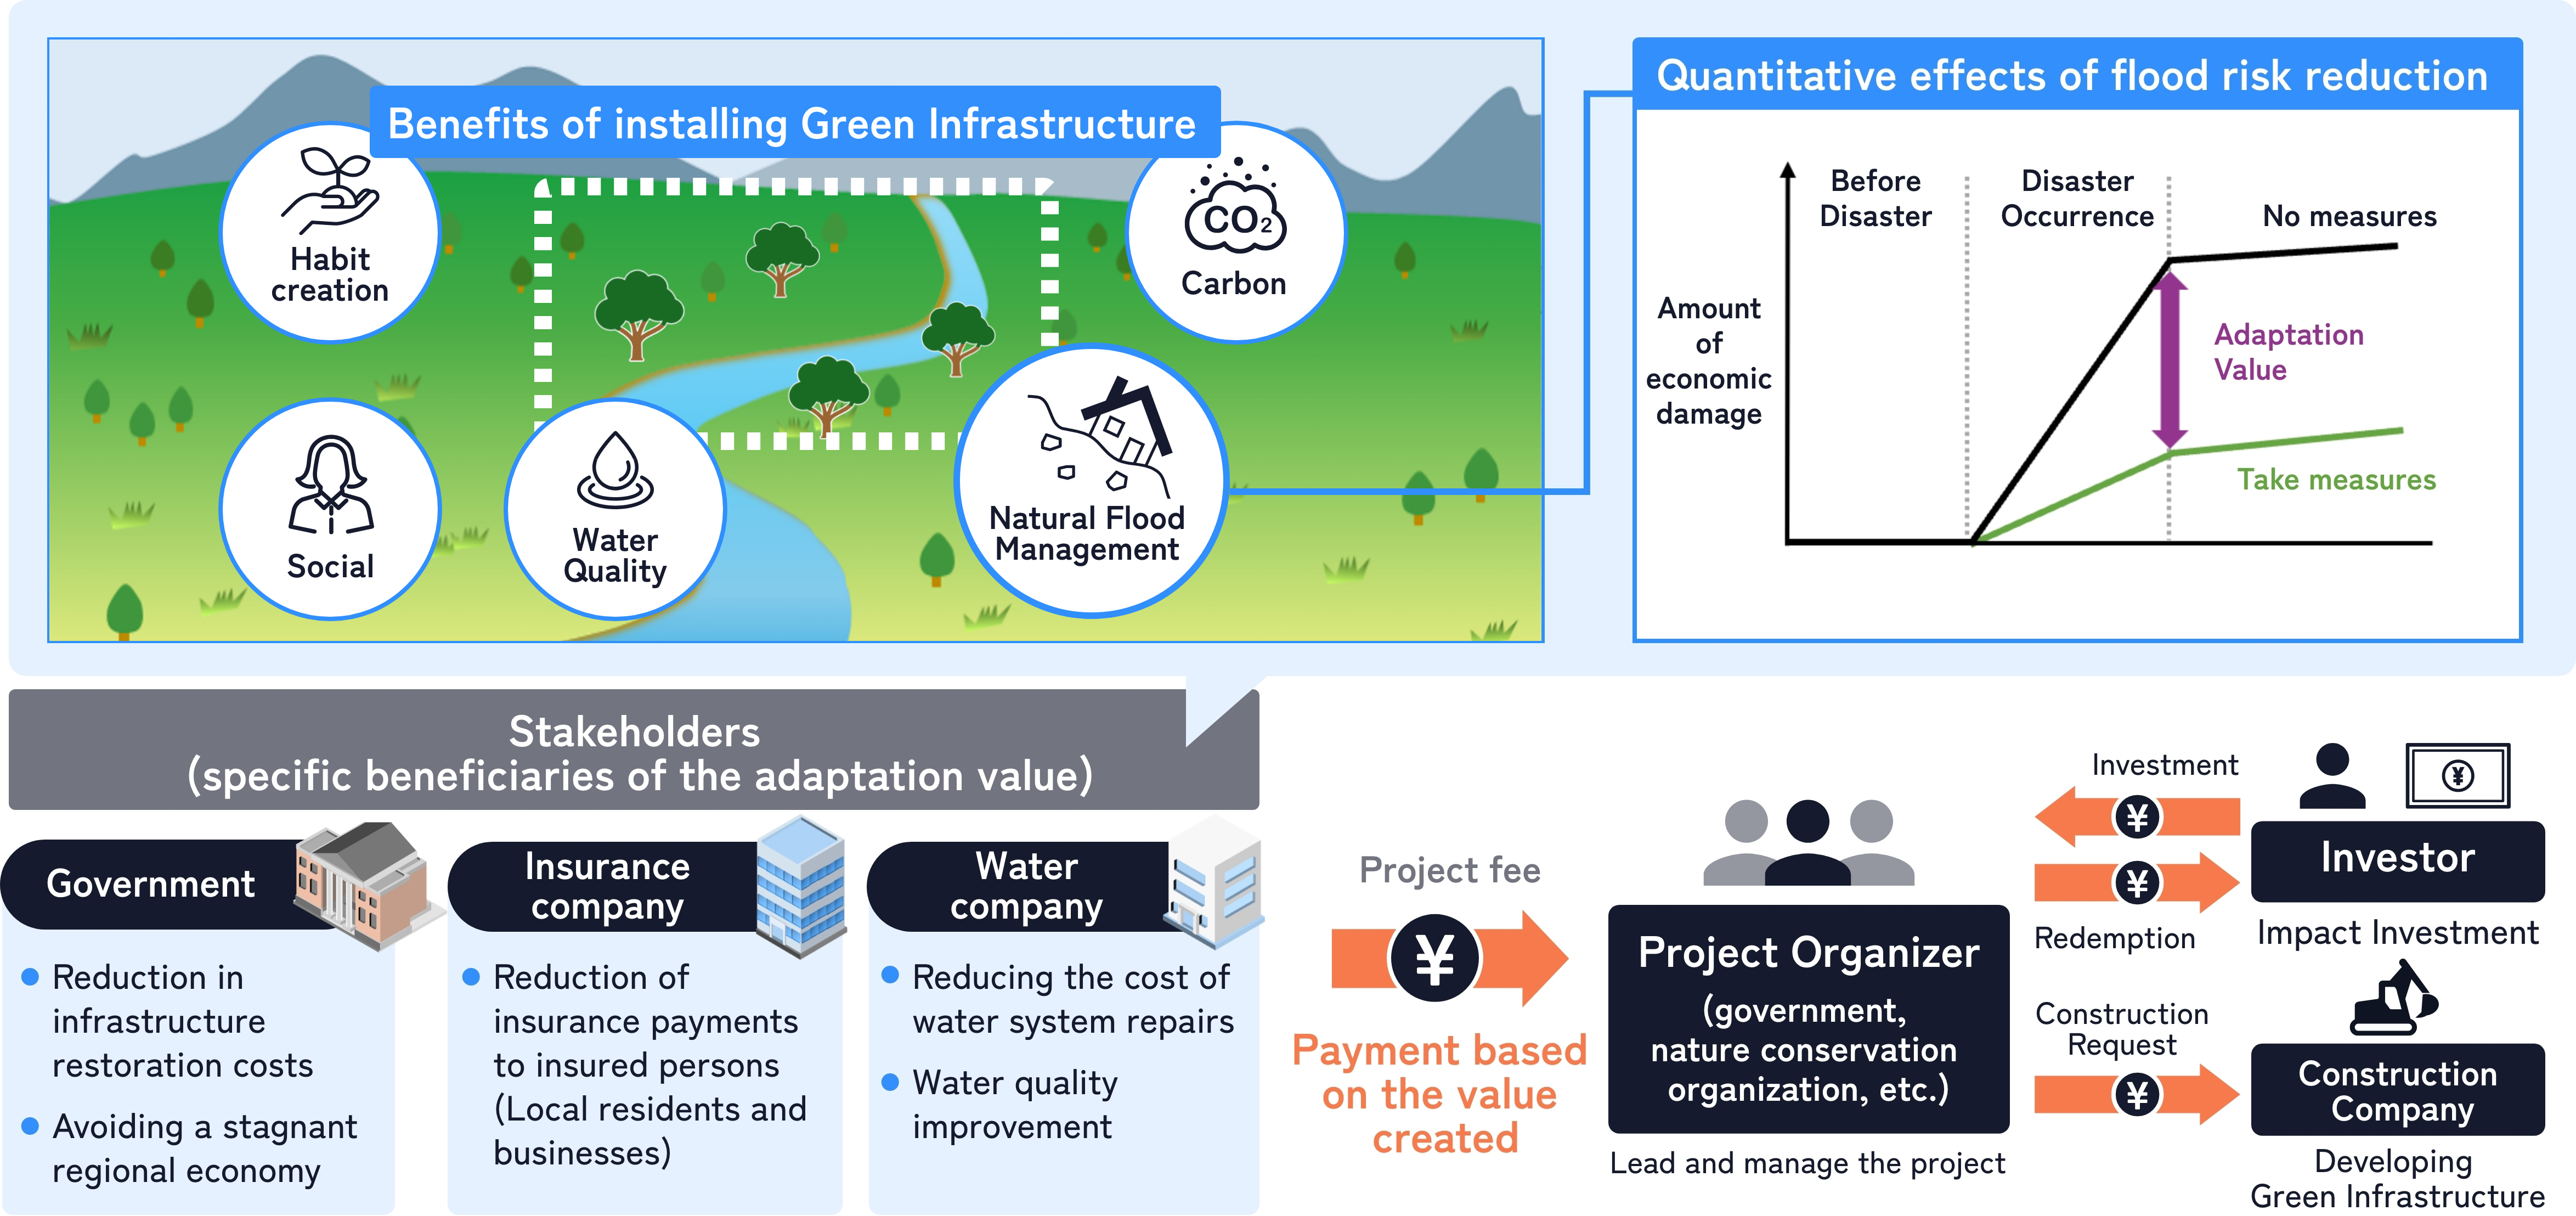 Benefits of installing Green Infrastructure
Habit
creation
CO₂
Carbon
Social
Water
Quality
Natural Flood
Management
Quantitative effects of flood risk reduction
Before
Disaster
Disaster
Occurrence
No measures
Amount
of
economic
damage
Adaptation
Value
Take measures
Stakeholders
(specific beneficiaries of the adaptation value)
Government
Reduction in
infrastructure
restoration costs
Avoiding a stagnant
regional economy
Insurance
company
Reduction of
insurance payments
to insured persons
(Local residents and
businesses)
Water
company
Reducing the cost of
water system repairs
Water quality
improvement
Project fee
¥
Payment based
on the value
created
Project Organizer
(government,
nature conservation
organization, etc.)
Lead and manage the project
Investment
¥
¥
Redemption
¥
Investor
Impact Investment
Construction
Request
¥
Construction
Company
Developing
Green Infrastructure